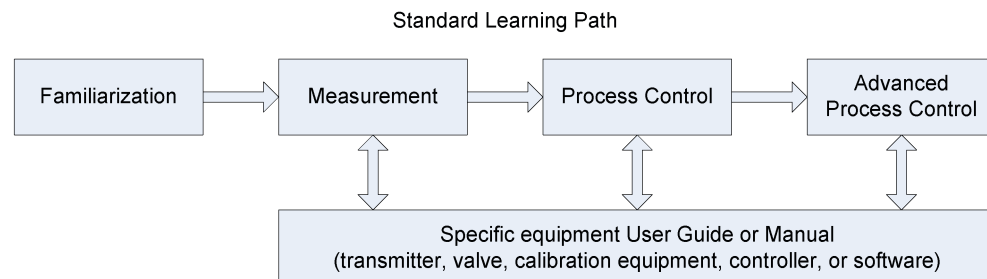 Standard Learning Path
Familiarization
Measurement
Process Control
Advanced
Process Control
Specific equipment User Guide or Manual
(transmitter, valve, calibration equipment, controller, or software)